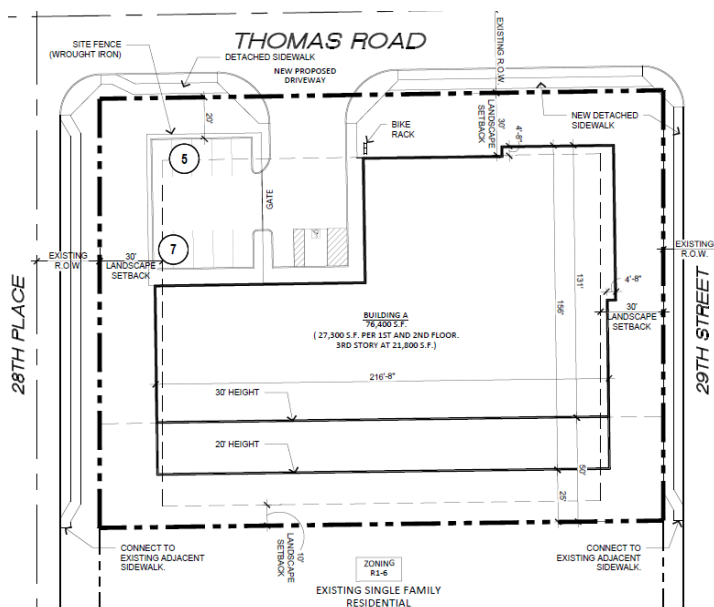 THOMAS ROAD
SITE FENCE
(WROUGHT IRON)
DETACHED SIDEWALK
NEW PROPOSED
DRIVEWAY
EXISTING R.O.W.
20'
BIKE
RACK
30'
LANDSCAPE
SETBACK
4'-8"
NEW DETACHED
SIDEWALK
5
7
GATE
EXISTING
R.O.W
30'
LANDSCAPE
SETBACK
EXISTING
R.O.W.
4'-8"
30'
LANDSCAPE
SETBACK
28TH PLACE
29TH STREET
131'
156'
BUILDING A
76,400 S.F.
( 27,300 S.F. PER 1ST AND 2ND FLOOR.
3RD STORY AT 21,800 S.F.)
216'-8"
30' HEIGHT
20' HEIGHT
50'
25'
10'
LANDSCAPE
SETBACK
CONNECT TO
EXISTING ADJACENT
SIDEWALK.
CONNECT TO
EXISTING ADJACENT
SIDEWALK.
ZONING
R1-6
EXISTING SINGLE FAMILY
RESIDENTIAL